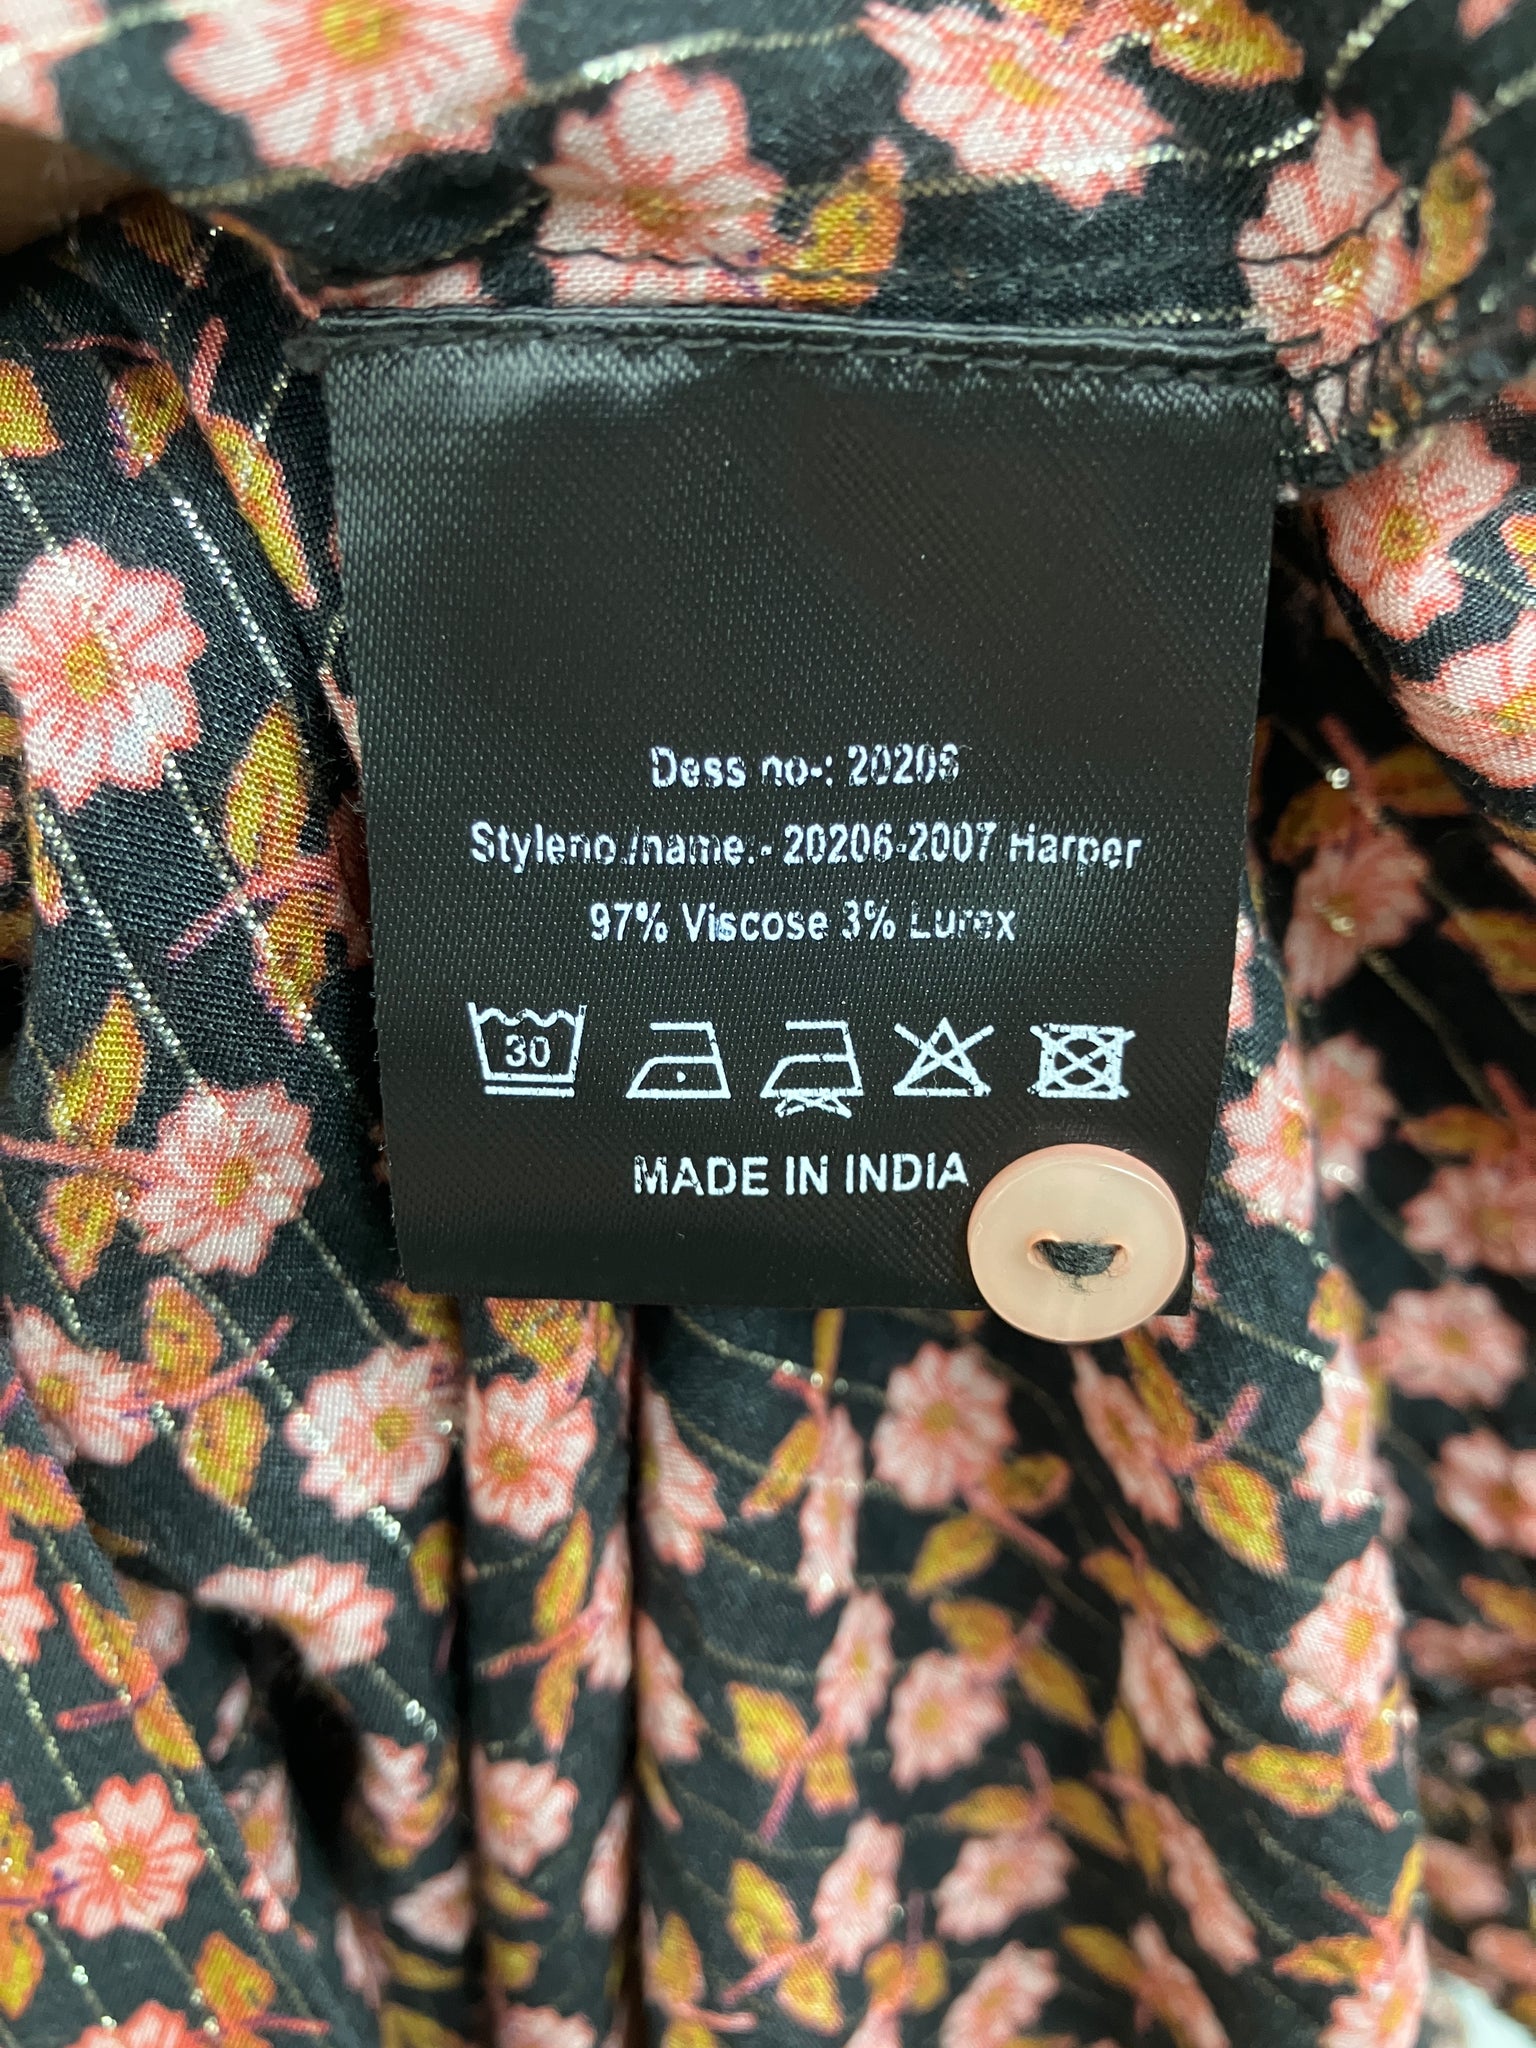 Dess no-: 20206
Styleno./name.- 20206-2007 Harper
97% Viscose 3% Lurex
30
MADE IN INDIA